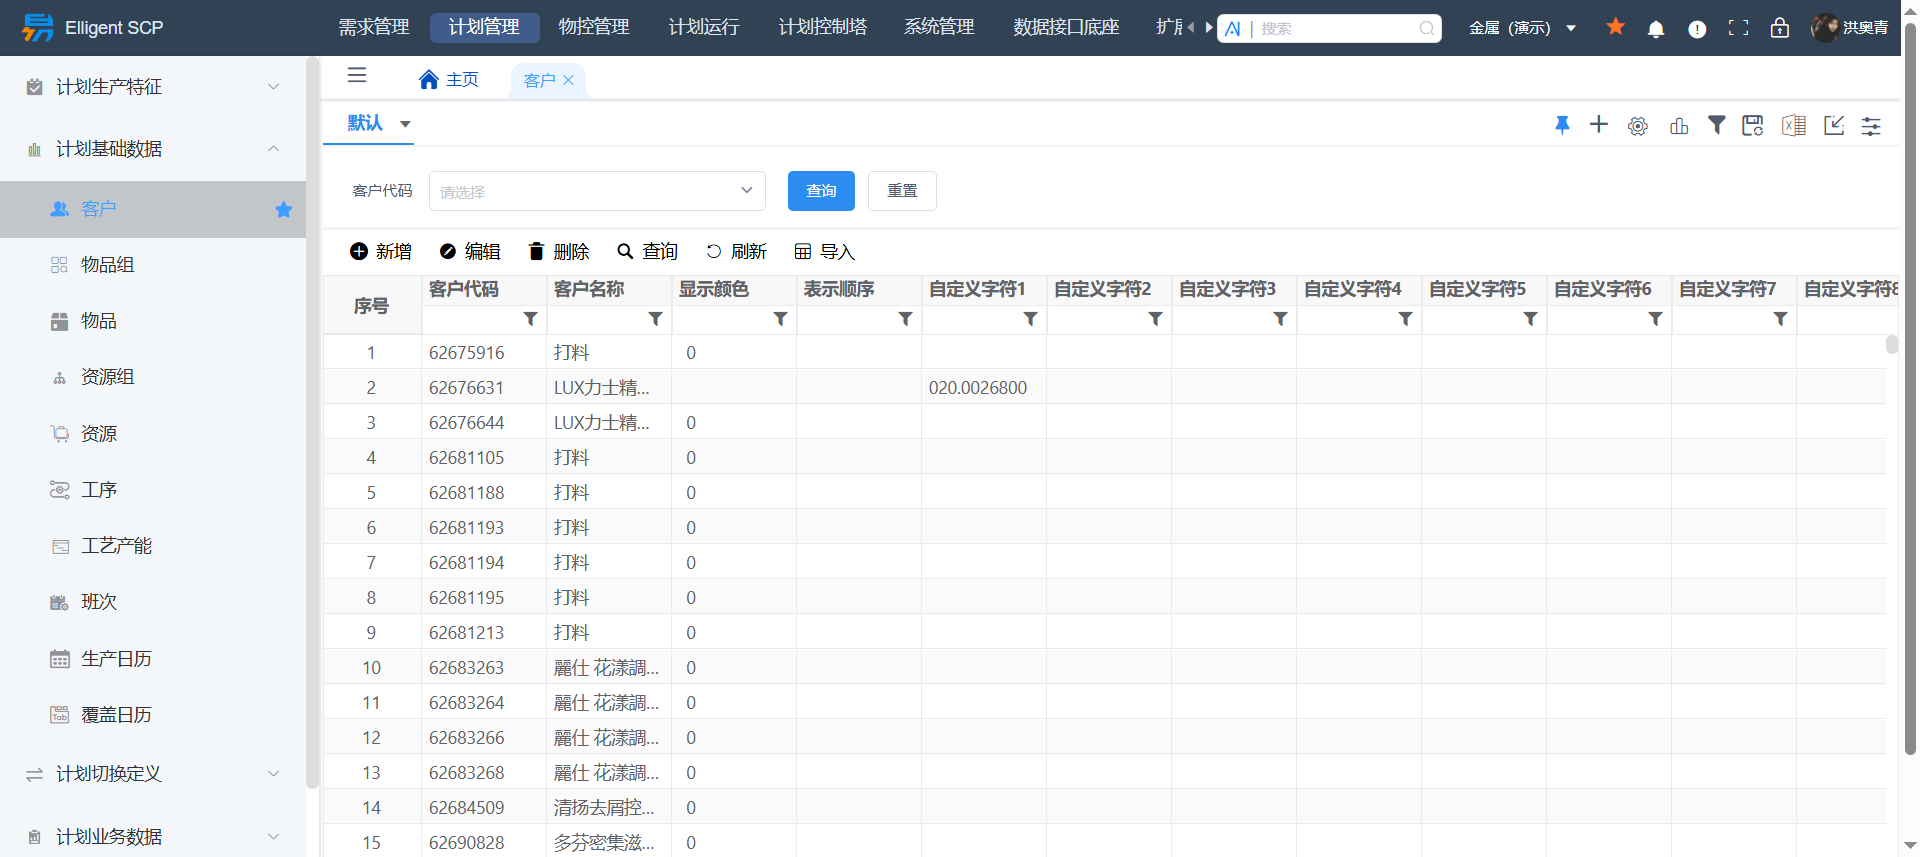 Elligent SCP
需求管理
计划管理
物控管理
计划运行
计划控制塔
系统管理
数据接口底座
搜索
金属（演示）
洪奥青
计划生产特征
计划基础数据
客户
物品组
物品
资源组
资源
工序
工艺产能
班次
生产日历
Tab
覆盖日历
计划切换定义
计划业务数据
主页
客户
默认
客户代码
请选择
查询
重置
新增
编辑
删除
查询
刷新
导入
序号 客户代码 客户名称 显示颜色 表示顺序 自定义字符1 自定义字符2 自定义字符3 自定义字符4 自定义字符5 自定义字符6 自定义字符7 自定义字符8
1 62675916 打料 0
2 62676631 LUX力士精... 020.0026800
3 62676644 LUX力士精... 0
4 62681105 打料 0
5 62681188 打料 0
6 62681193 打料 0
7 62681194 打料 0
8 62681195 打料 0
9 62681213 打料 0
10 62683263 麗仕 花漾調... 0
11 62683264 麗仕 花漾調... 0
12 62683266 麗仕 花漾調... 0
13 62683268 麗仕 花漾調... 0
14 62684509 清扬去屑控... 0
15 62690828 多芬密集滋... 0